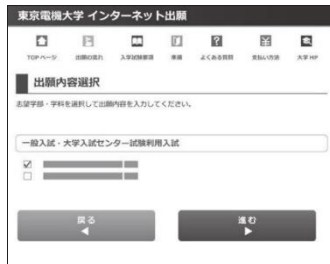 東京電機大学 インターネット出願
TOPページ 出願の流れ 入学試験要項 準備 よくある質問 支払い方法 大学HP
出願内容選択
志望学部・学科を選択して出願内容を入力してください。
一般入試・大学入試センター試験利用入試
戻る 進む